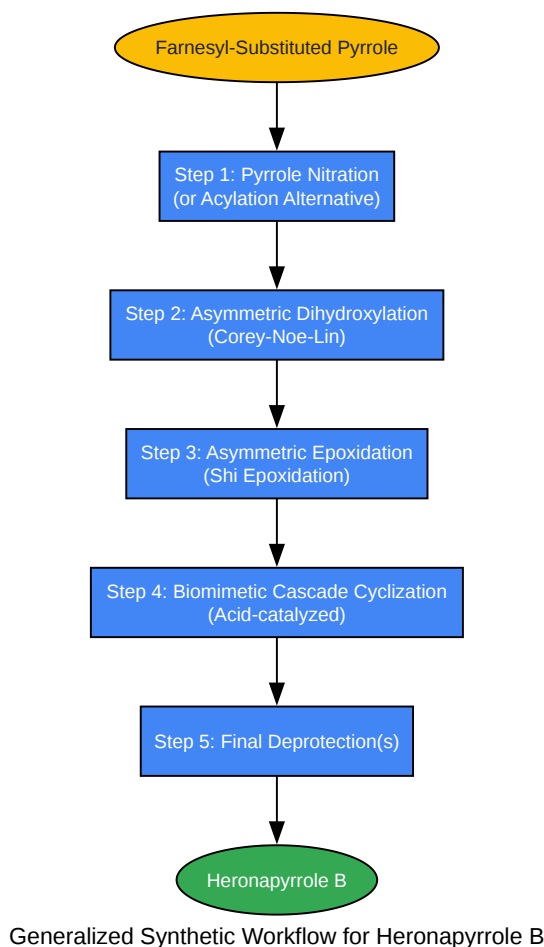 Farnesyl-Substituted Pyrrole
Step 1: Pyrrole Nitration
(or Acylation Alternative)
Step 2: Asymmetric Dihydroxylation
(Corey-Noe-Lin)
Step 3: Asymmetric Epoxidation
(Shi Epoxidation)
Step 4: Biomimetic Cascade Cyclization
(Acid-catalyzed)
Step 5: Final Deprotection(s)
Heronapyrrole B
Generalized Synthetic Workflow for Heronapyrrole B